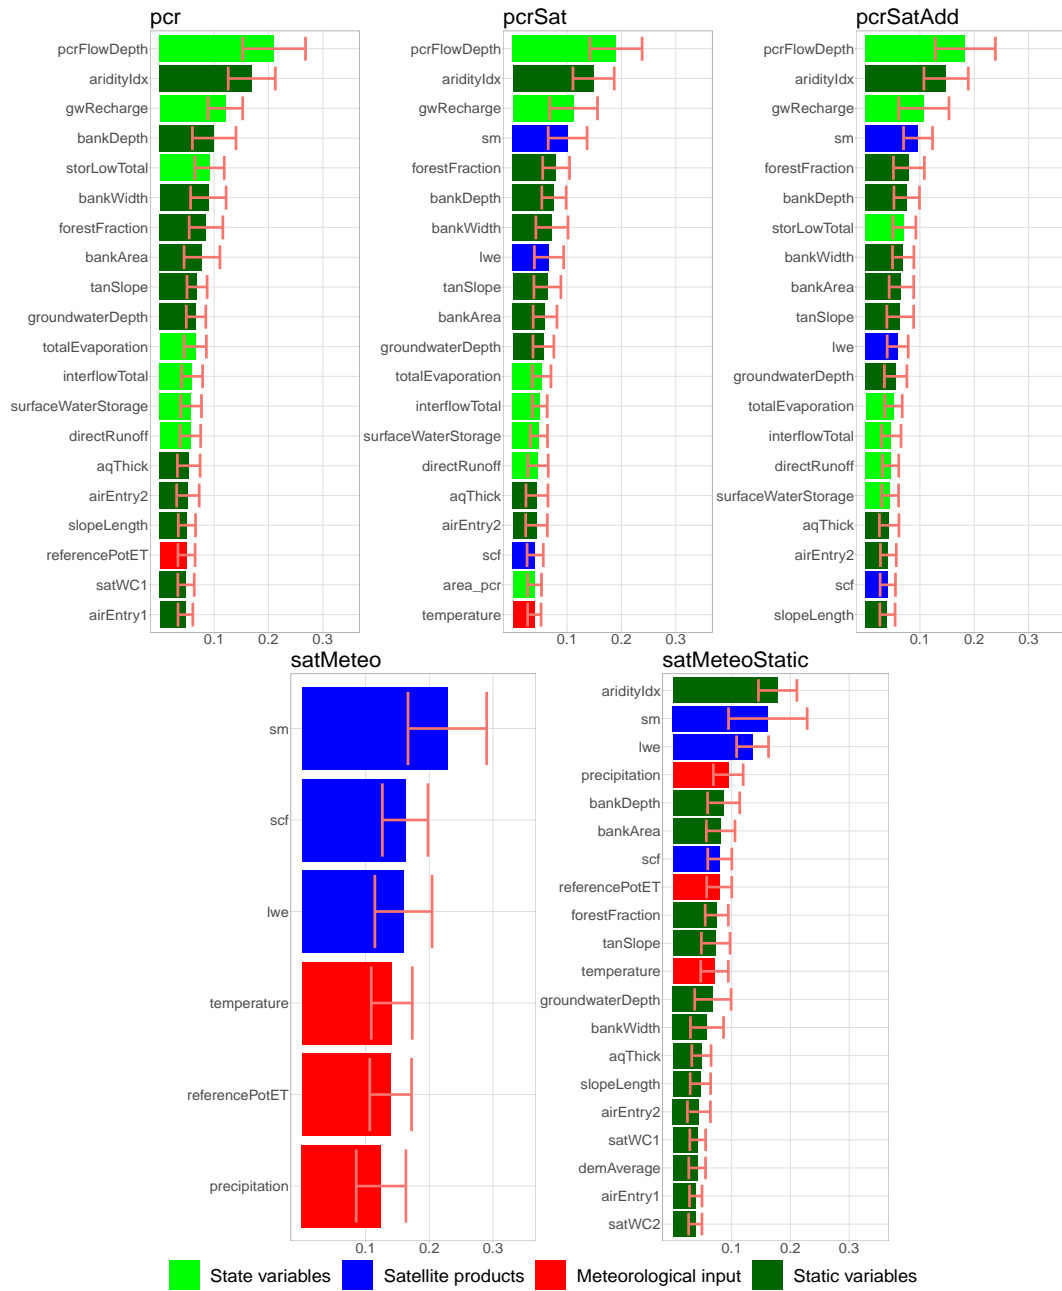 pcr
pcrFlowDepth
aridityIdx
gwRecharge
bankDepth
storLowTotal
bankWidth
forestFraction
bankArea
tanSlope
groundwaterDepth
totalEvaporation
interflowTotal
surfaceWaterStorage
directRunoff
aqThick
airEntry2
slopeLength
referencePotET
satWC1
airEntry1
0.1 0.2 0.3
pcrSat
pcrFlowDepth
aridityIdx
gwRecharge
sm
forestFraction
bankDepth
bankWidth
lwe
tanSlope
bankArea
groundwaterDepth
totalEvaporation
interflowTotal
surfaceWaterStorage
directRunoff
aqThick
airEntry2
scf
area_pcr
temperature
0.1 0.2 0.3
pcrSatAdd
pcrFlowDepth
aridityIdx
gwRecharge
sm
forestFraction
bankDepth
storLowTotal
bankWidth
bankArea
tanSlope
lwe
groundwaterDepth
totalEvaporation
interflowTotal
directRunoff
surfaceWaterStorage
aqThick
airEntry2
scf
slopeLength
0.1 0.2 0.3
satMeteo
sm
scf
lwe
temperature
referencePotET
precipitation
0.1 0.2 0.3
satMeteoStatic
aridityIdx
sm
lwe
precipitation
bankDepth
bankArea
scf
referencePotET
forestFraction
tanSlope
temperature
groundwaterDepth
bankWidth
aqThick
slopeLength
airEntry2
satWC1
demAverage
airEntry1
satWC2
0.1 0.2 0.3
State variables Satellite products Meteorological input Static variables